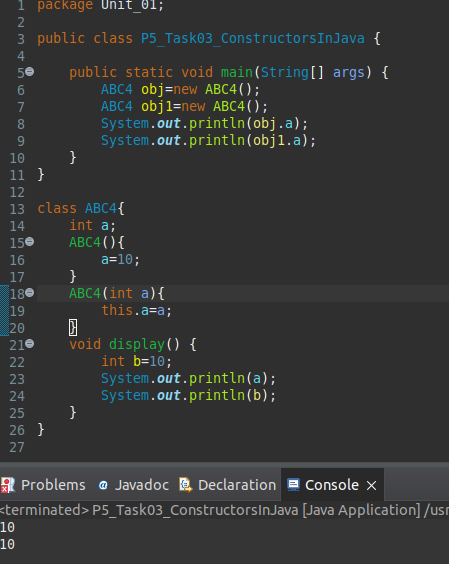 1 package Unit_01;
2
3 public class P5_Task03_ConstructorsInJava {
4
5 public static void main(String[] args) {
6 ABC4 obj=new ABC4();
7 ABC4 obj1=new ABC4();
8 System.out.println(obj.a);
9 System.out.println(obj1.a);
10 }
11 }
12
13 class ABC4{
14 int a;
15 ABC4(){
16 a=10;
17 }
18 ABC4(int a){
19 this.a=a;
20 }
21 void display() {
22 int b=10;
23 System.out.println(a);
24 System.out.println(b);
25 }
26 }
27
Problems @ Javadoc Declaration Console
<terminated> P5_Task03_ConstructorsInJava [Java Application] /usr
10
10